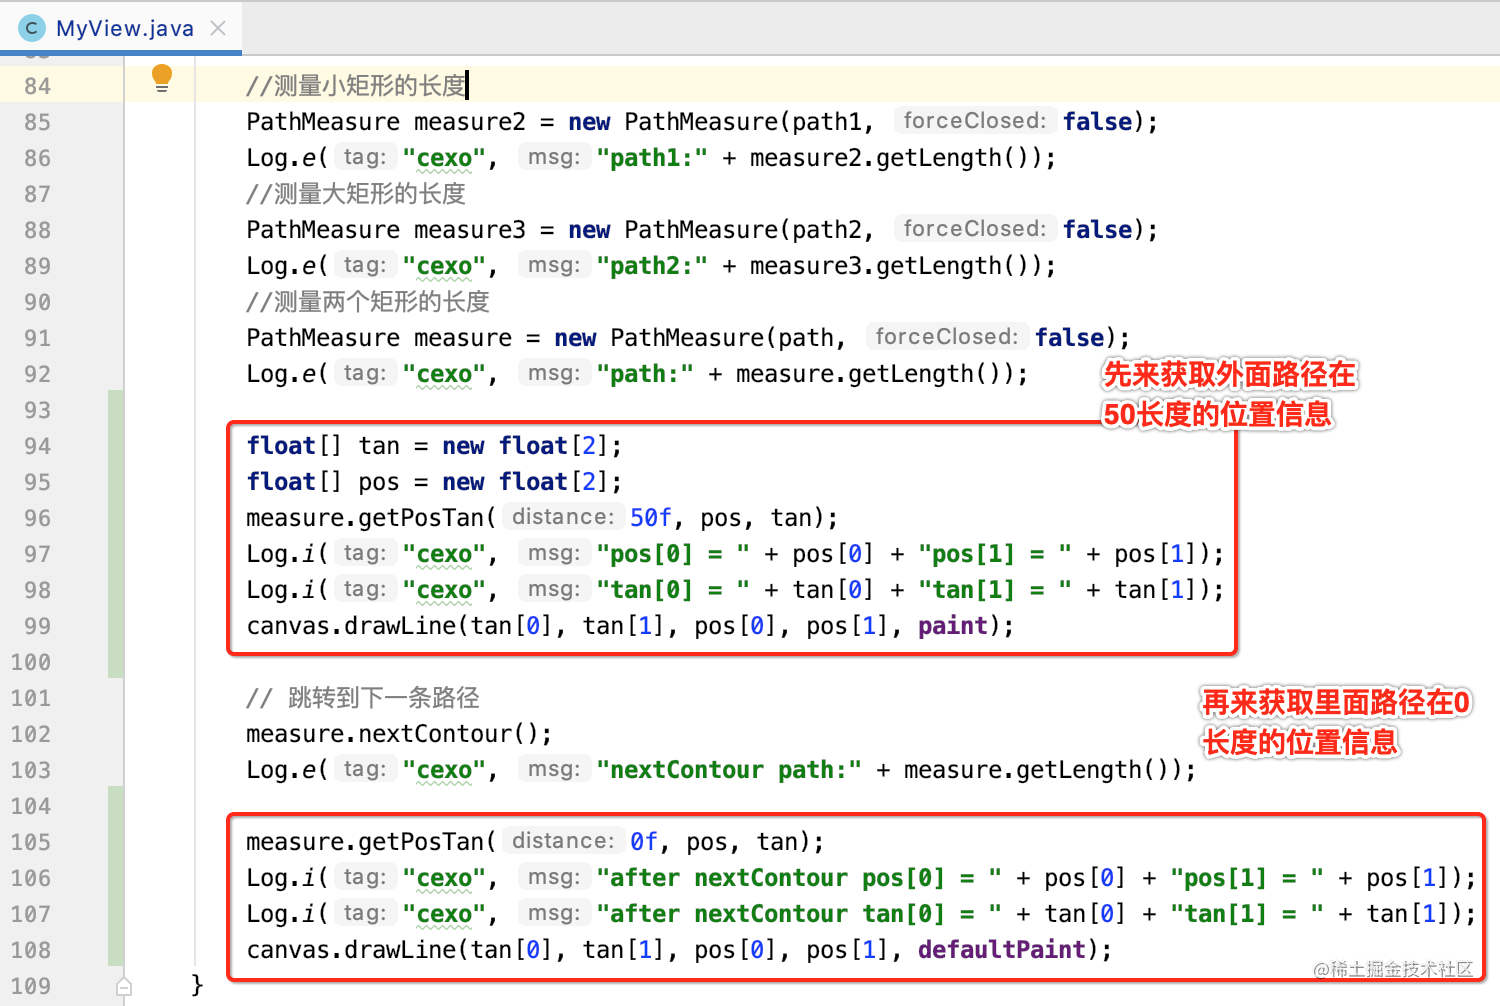 C MyView.java ×
84 //测量小矩形的长度
85 PathMeasure measure2 = new PathMeasure(path1, forceClosed: false);
86 Log.e( tag: "cexo", msg: "path1:" + measure2.getLength());
87 //测量大矩形的长度
88 PathMeasure measure3 = new PathMeasure(path2, forceClosed: false);
89 Log.e( tag: "cexo", msg: "path2:" + measure3.getLength());
90 //测量两个矩形的长度
91 PathMeasure measure = new PathMeasure(path, forceClosed: false);
92 Log.e( tag: "cexo", msg: "path:" + measure.getLength());
先来获取外面路径在
50长度的位置信息
93
94 float[] tan = new float[2];
95 float[] pos = new float[2];
96 measure.getPosTan( distance: 50f, pos, tan);
97 Log.i( tag: "cexo", msg: "pos[0] = " + pos[0] + "pos[1] = " + pos[1]);
98 Log.i( tag: "cexo", msg: "tan[0] = " + tan[0] + "tan[1] = " + tan[1]);
99 canvas.drawLine(tan[0], tan[1], pos[0], pos[1], paint);
100
101 // 跳转到下一条路径
再来获取里面路径在0
长度的位置信息
102 measure.nextContour();
103 Log.e( tag: "cexo", msg: "nextContour path:" + measure.getLength());
104
105 measure.getPosTan( distance: 0f, pos, tan);
106 Log.i( tag: "cexo", msg: "after nextContour pos[0] = " + pos[0] + "pos[1] = " + pos[1]);
107 Log.i( tag: "cexo", msg: "after nextContour tan[0] = " + tan[0] + "tan[1] = " + tan[1]);
108 canvas.drawLine(tan[0], tan[1], pos[0], pos[1], defaultPaint);
@稀土掘金技术社区
109 }